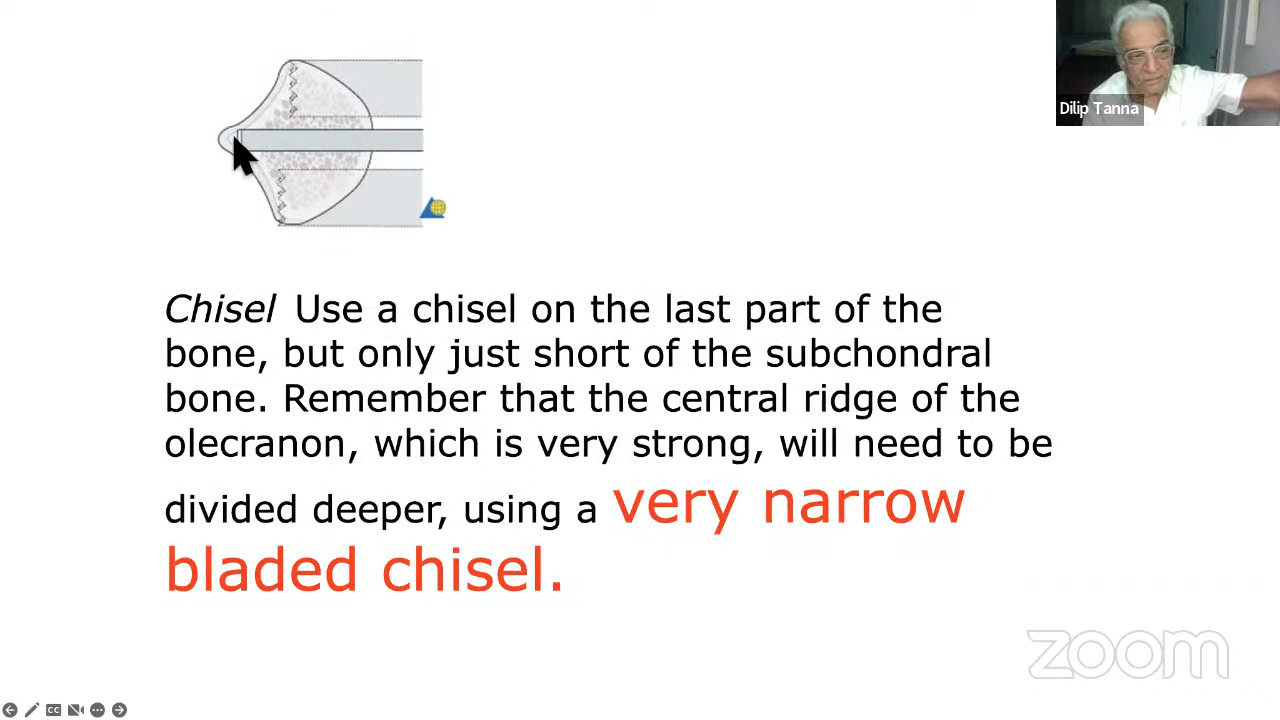 Dilip Tanna
Chisel Use a chisel on the last part of the
bone, but only just short of the subchondral
bone. Remember that the central ridge of the
olecranon, which is very strong, will need to be
divided deeper, using a very narrow
bladed chisel.
zoom
CC